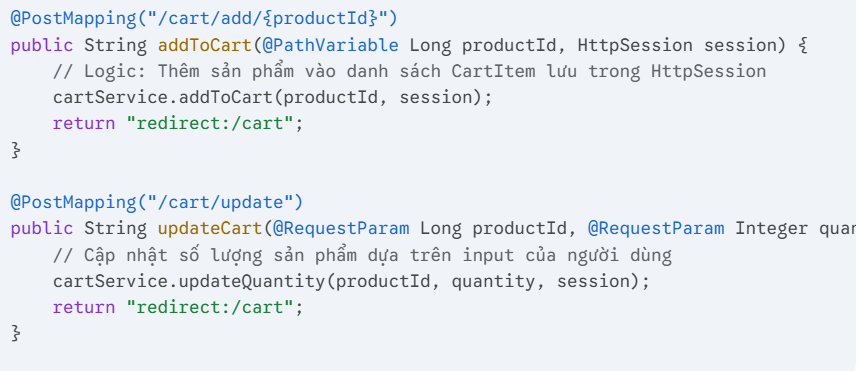 @PostMapping("/cart/add/{productId}")
public String addToCart(@PathVariable Long productId, HttpSession session) {
    // Logic: Thêm sản phẩm vào danh sách CartItem lưu trong HttpSession
    cartService.addToCart(productId, session);
    return "redirect:/cart";
}

@PostMapping("/cart/update")
public String updateCart(@RequestParam Long productId, @RequestParam Integer quan
    // Cập nhật số lượng sản phẩm dựa trên input của người dùng
    cartService.updateQuantity(productId, quantity, session);
    return "redirect:/cart";
}